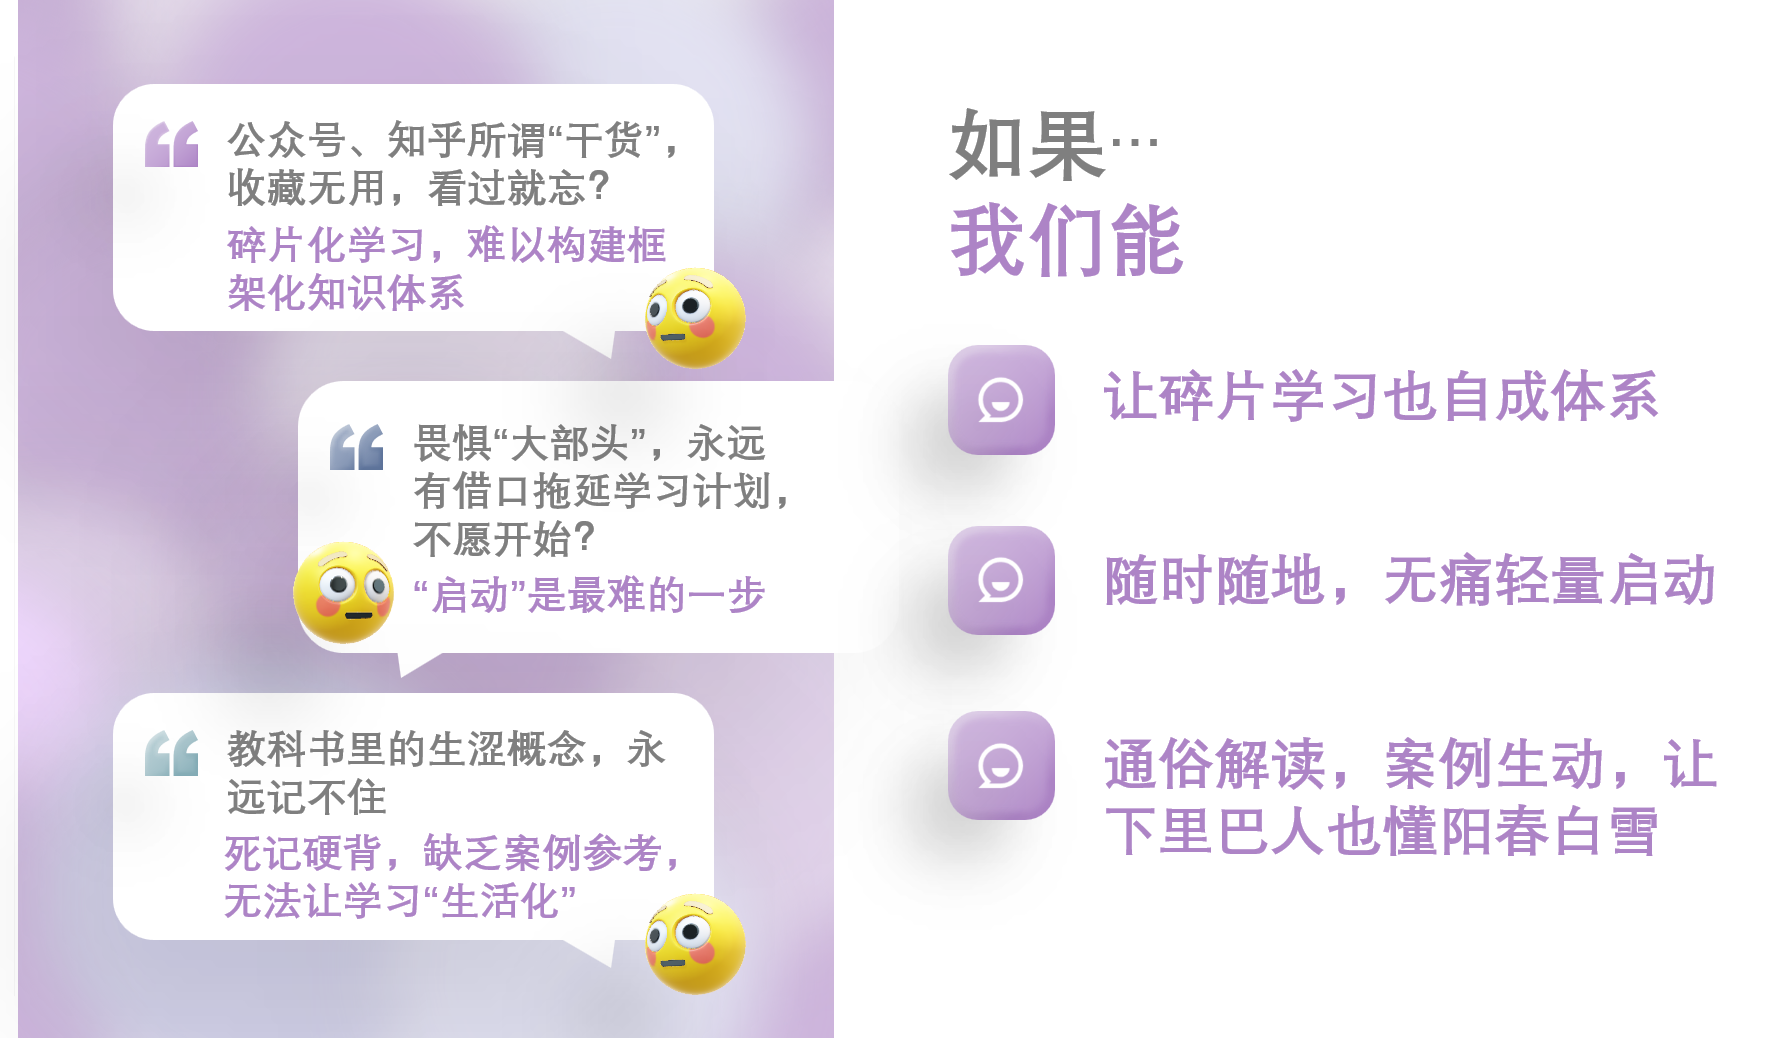 公众号、知乎所谓“干货”，
收藏无用，看过就忘？
碎片化学习，难以构建框
架化知识体系
畏惧“大部头”，永远
有借口拖延学习计划，
不愿开始？
“启动”是最难的一步
教科书里的生涩概念，永
远记不住
死记硬背，缺乏案例参考，
无法让学习“生活化”
如果…
我们能
让碎片学习也自成体系
随时随地，无痛轻量启动
通俗解读，案例生动，让
下里巴人也懂阳春白雪